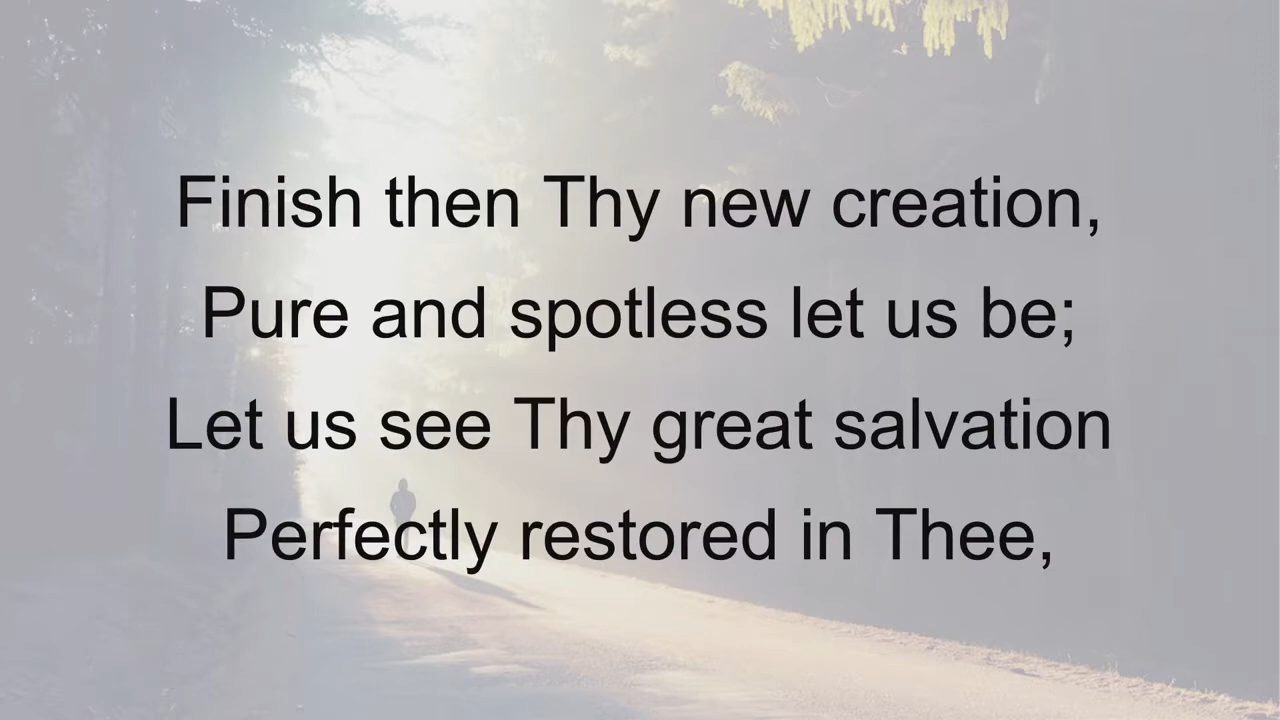 Finish then Thy new creation,
Pure and spotless let us be;
Let us see Thy great salvation
Perfectly restored in Thee,